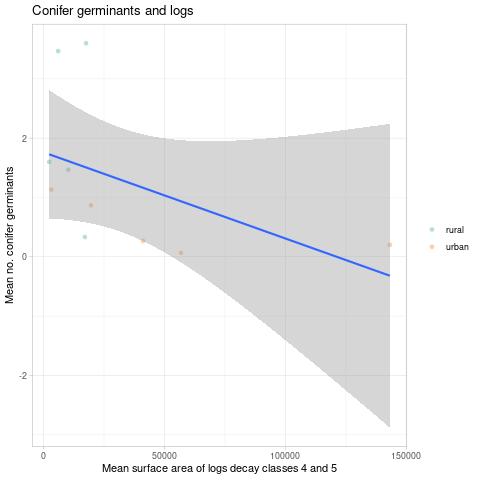 Conifer germinants and logs
Mean no. conifer germinants
2
0
-2
0
50000
100000
150000
Mean surface area of logs decay classes 4 and 5
rural
urban